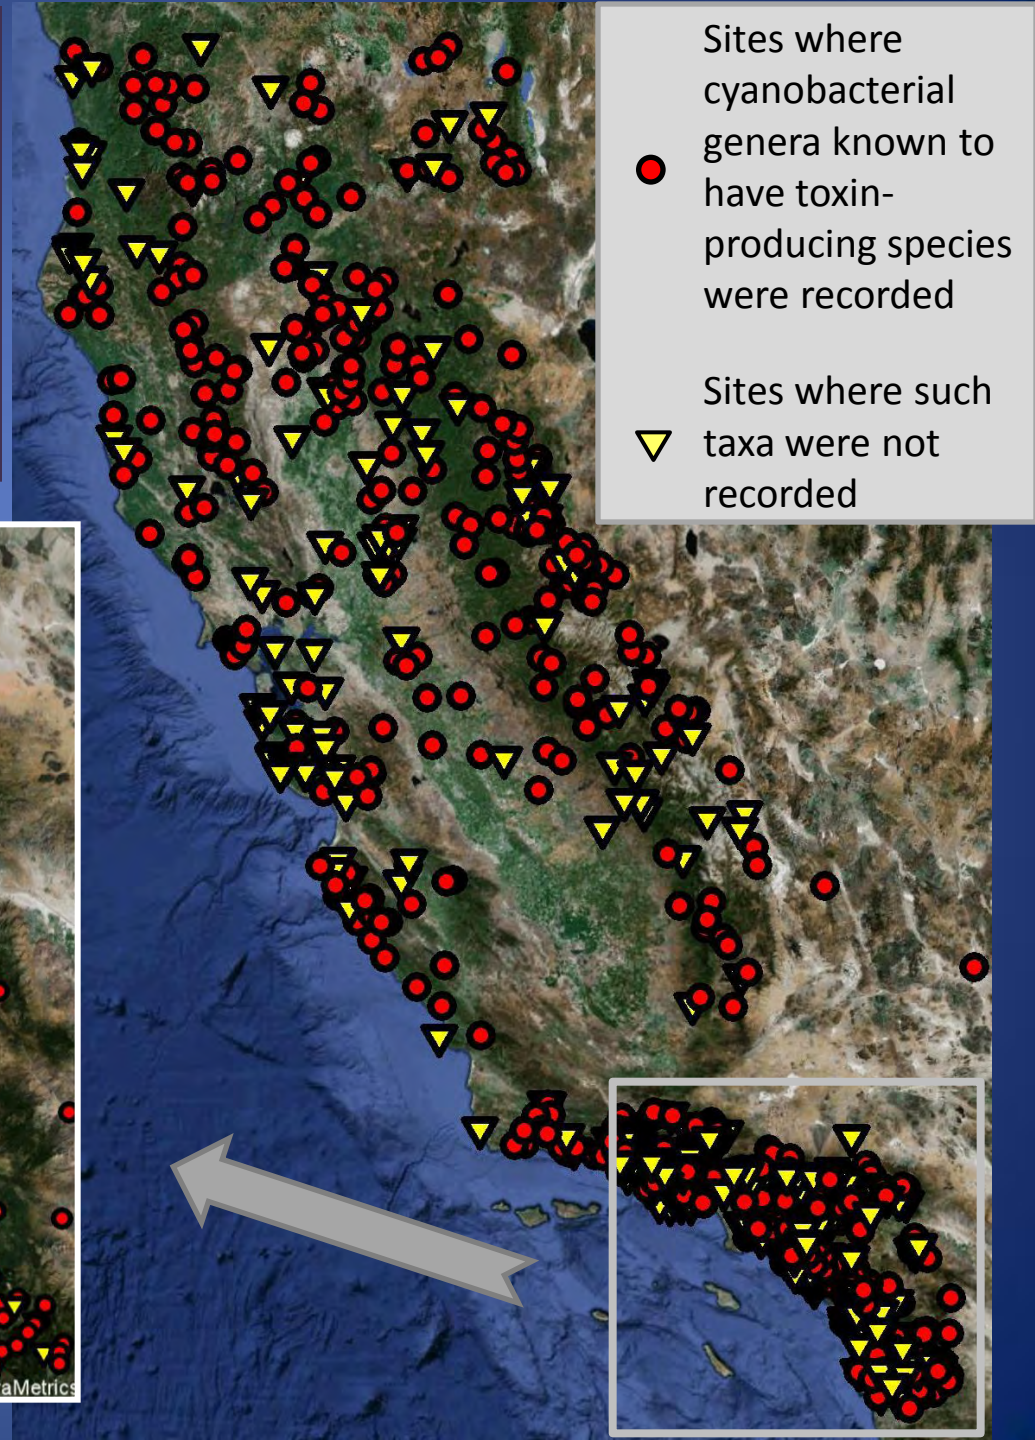 Sites where
cyanobacterial
genera known to
have toxin-
producing species
were recorded
Sites where such
taxa were not
recorded
aMetrics